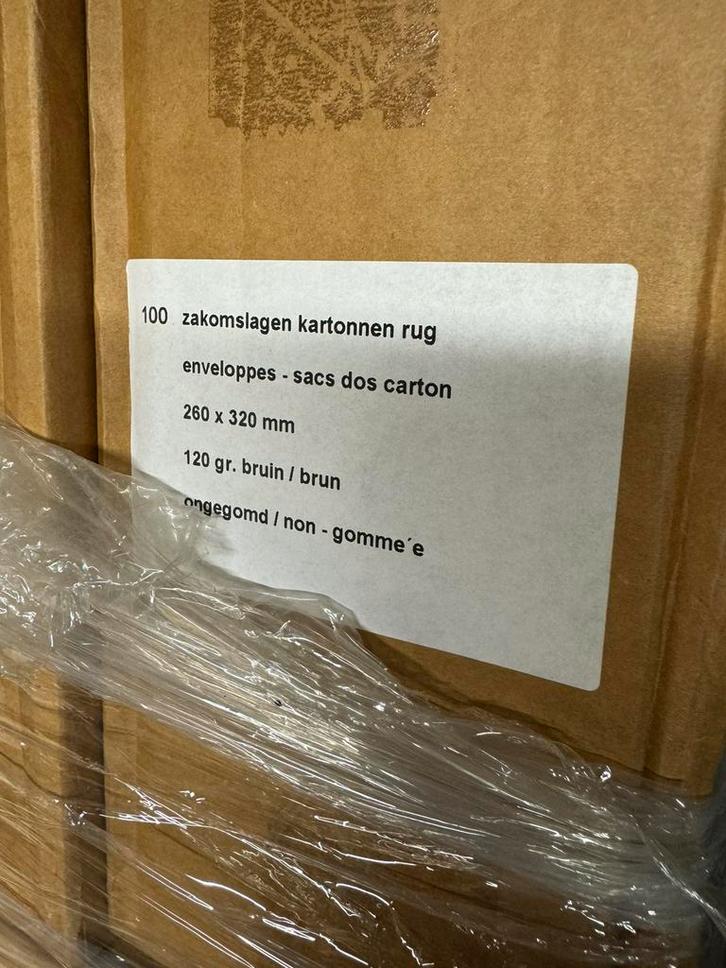 100 zakomslagen kartonnen rug
enveloppes - sacs dos carton
260 x 320 mm
120 gr. bruin / brun
ongegomd / non - gomme´e